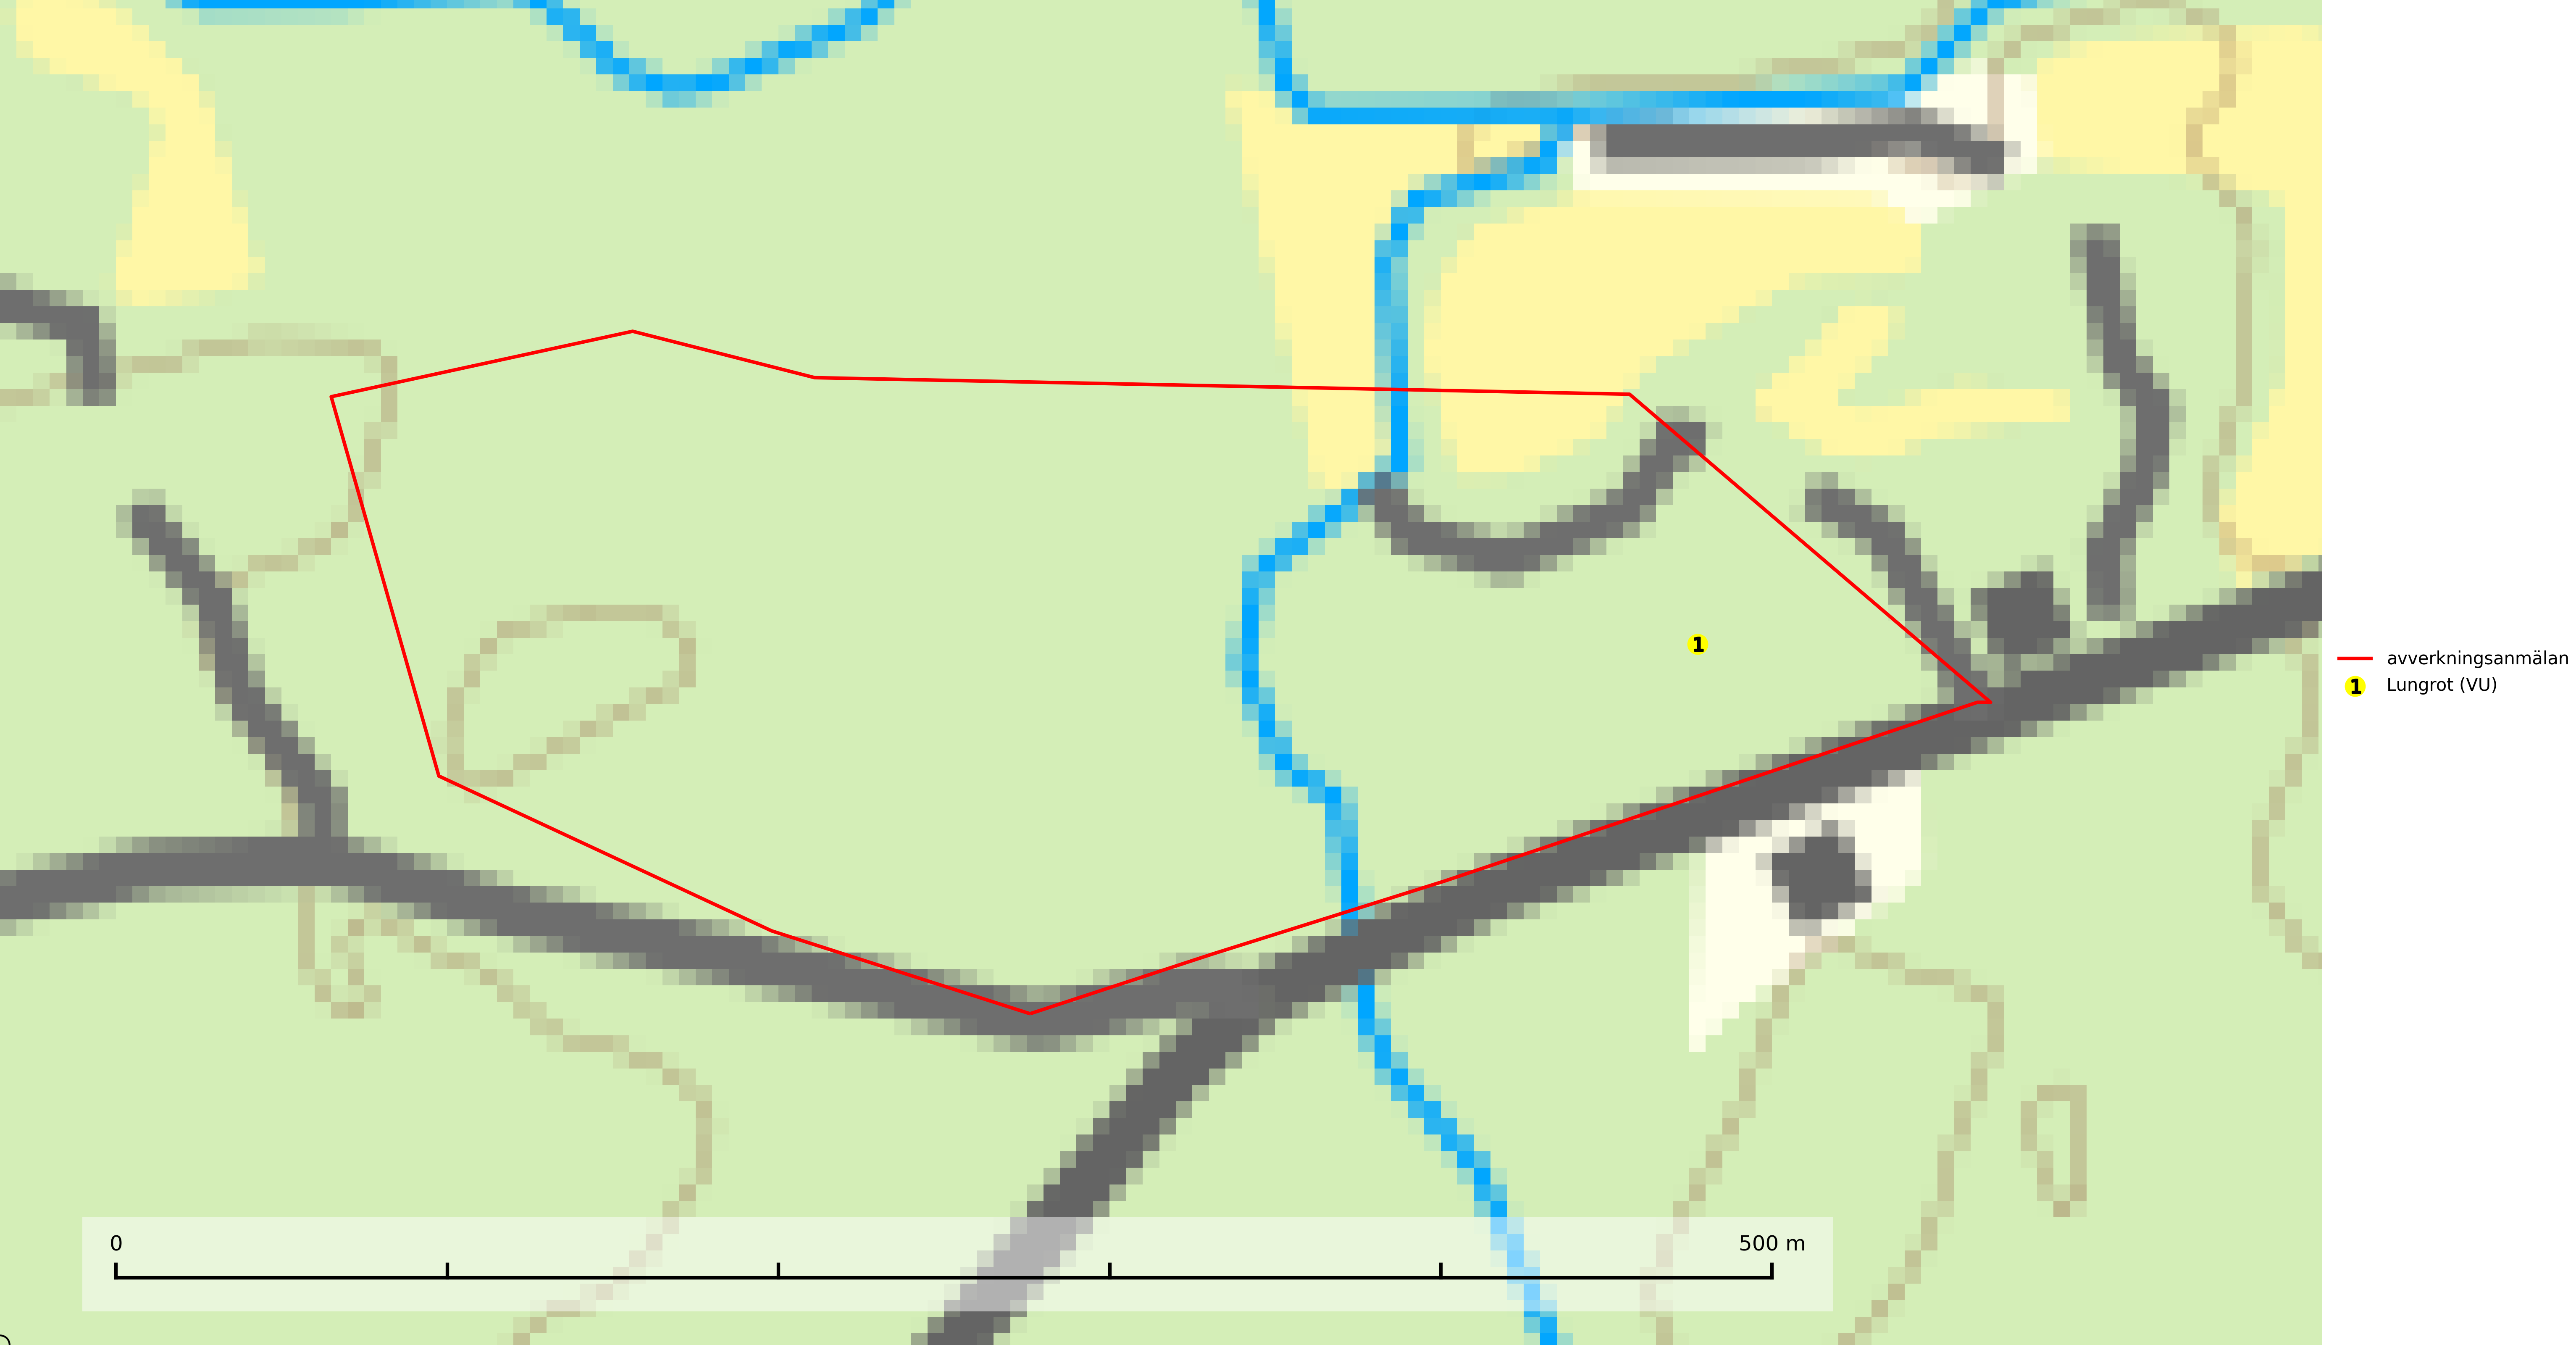 1
avverkningsanmälan
1 Lungrot (VU)
0 500 m